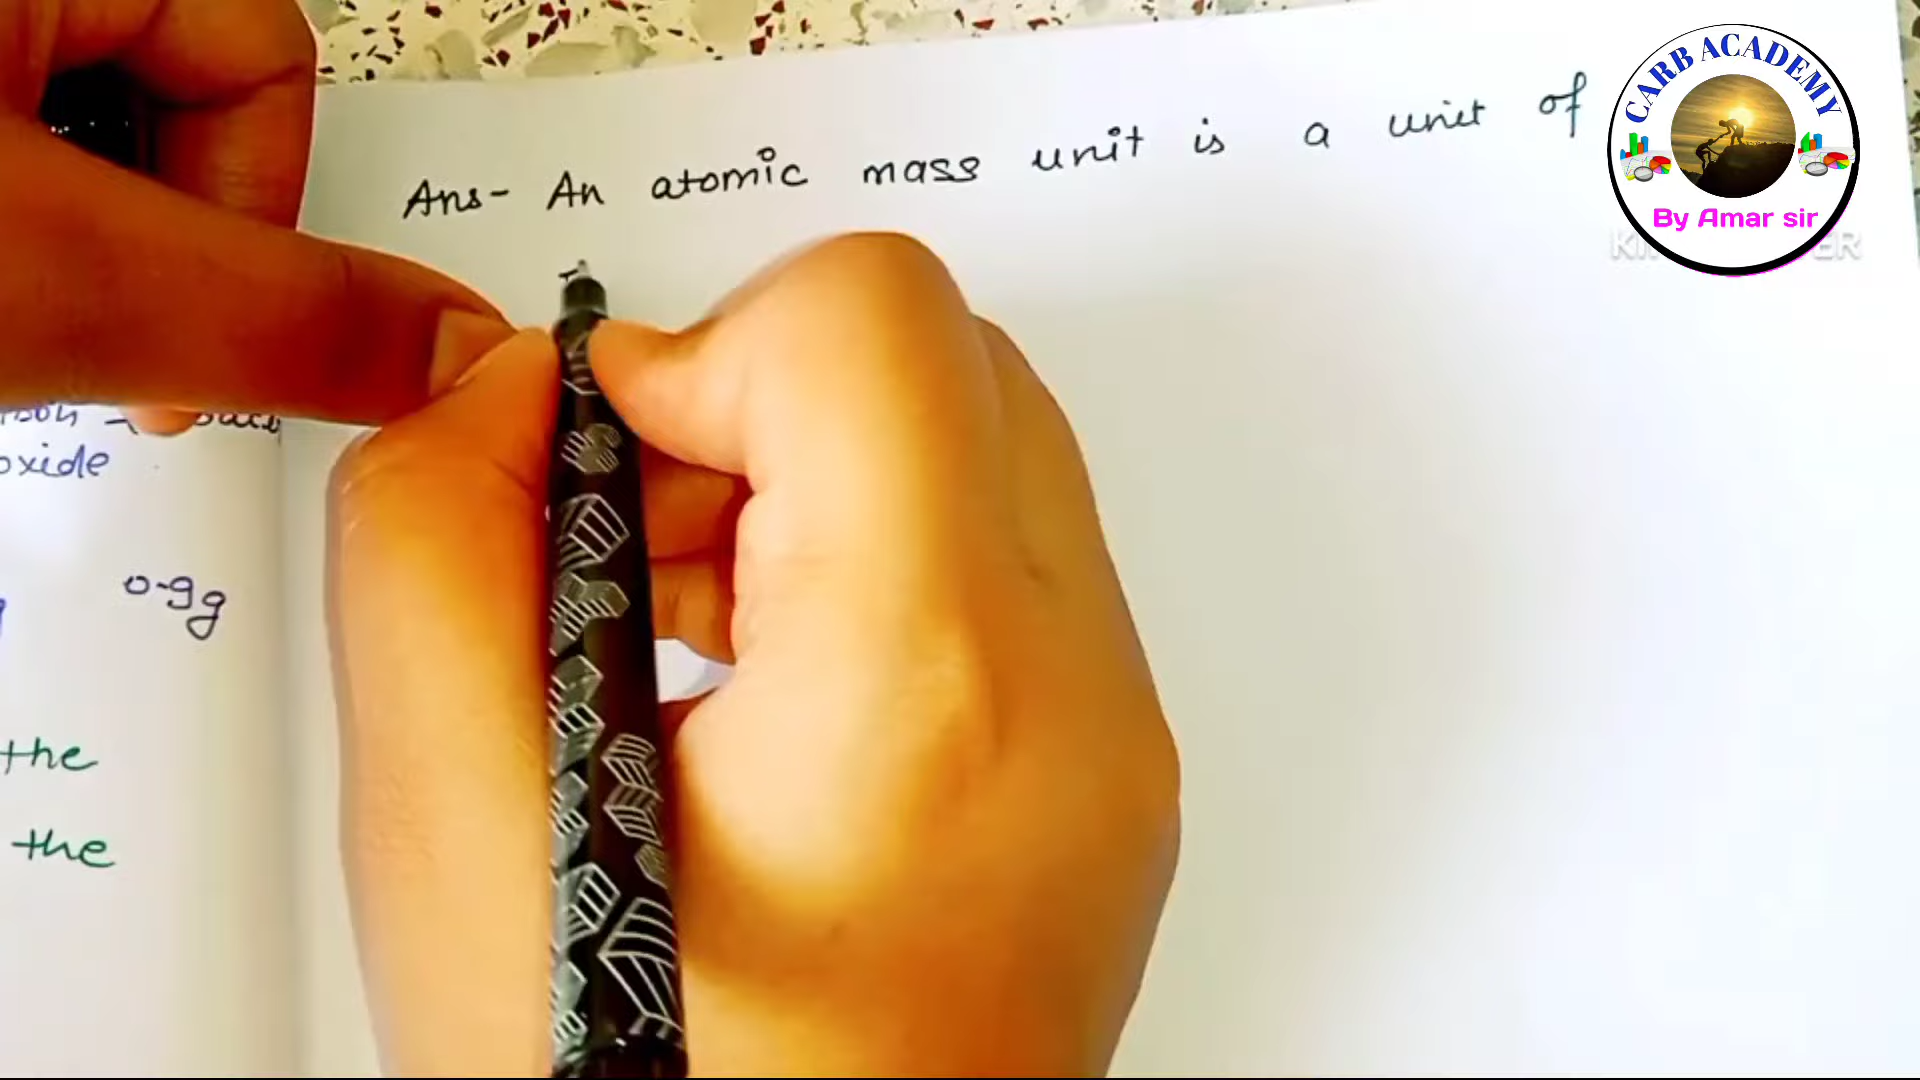 Ans- An atomic mass unit is a unit of
oxide
0.9g
the
the
CARB ACADEMY
By Amar sir